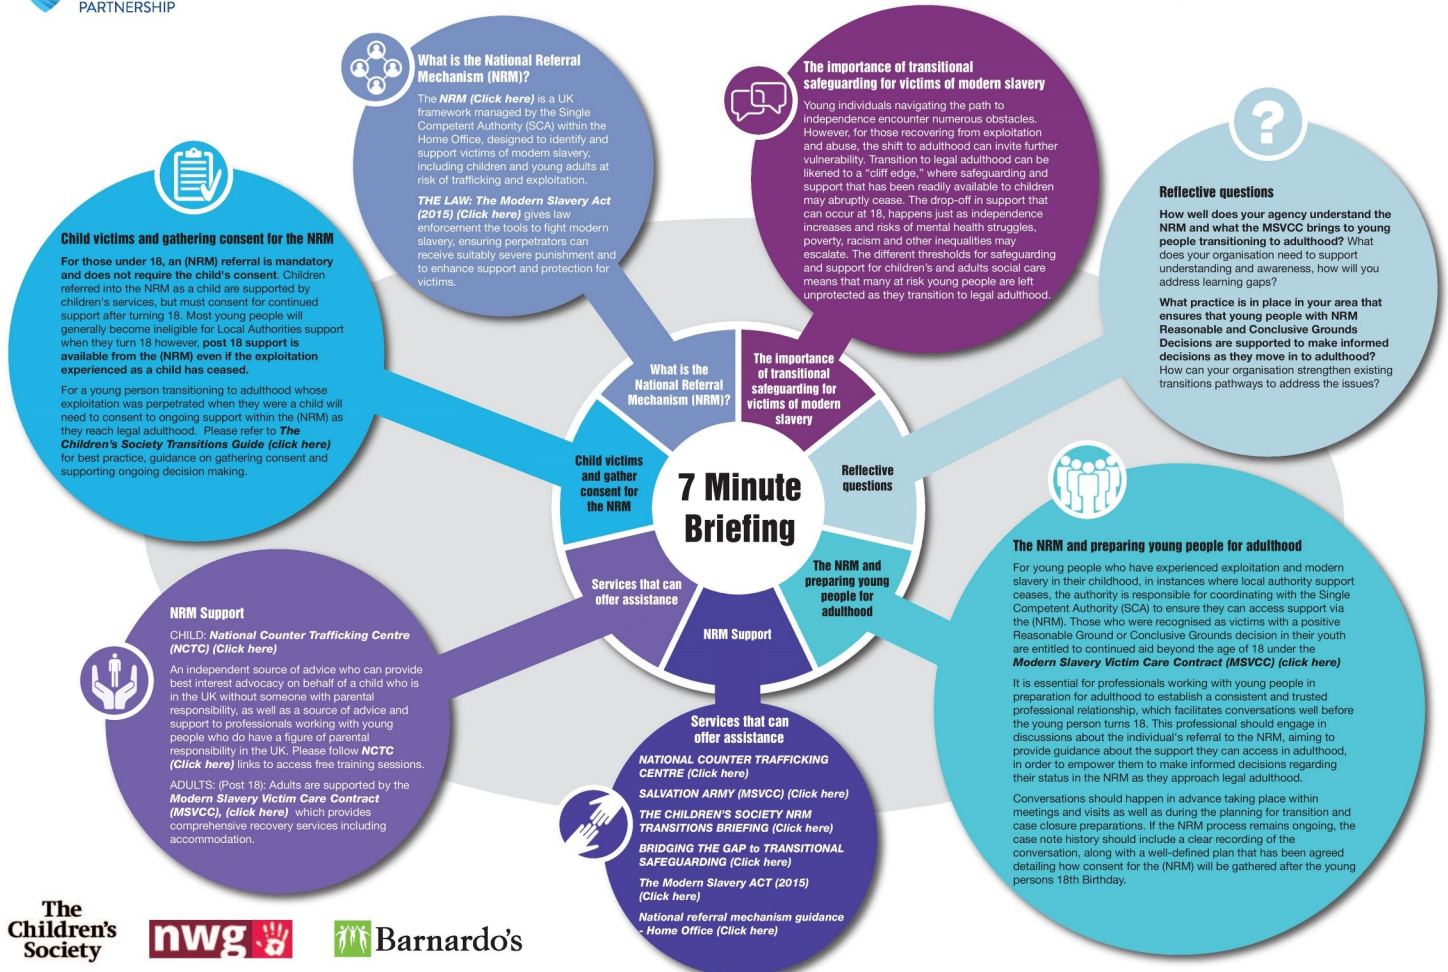 PARTNERSHIP
What is the National Referral
Mechanism (NRM)?
The NRM (Click here) is a UK
framework managed by the Single
Competent Authority (SCA) within the
Home Office, designed to identify and
support victims of modern slavery,
including children and young adults at
risk of trafficking and exploitation.
THE LAW: The Modern Slavery Act
(2015) (Click here) gives law
enforcement the tools to fight modern
slavery, ensuring perpetrators can
receive suitably severe punishment and
to enhance support and protection for
victims.
The importance of transitional
safeguarding for victims of modern slavery
Young individuals navigating the path to
independence encounter numerous obstacles.
However, for those recovering from exploitation
and abuse, the shift to adulthood can invite further
vulnerability. Transition to legal adulthood can be
likened to a “cliff edge,” where safeguarding and
support that has been readily available to children
may abruptly cease. The drop-off in support that
can occur at 18, happens just as independence
increases and risks of mental health struggles,
poverty, racism and other inequalities may
escalate. The different thresholds for safeguarding
and support for children's and adults social care
means that many at risk young people are left
unprotected as they transition to legal adulthood.
?
Reflective questions
How well does your agency understand the
NRM and what the MSVCC brings to young
people transitioning to adulthood? What
does your organisation need to support
understanding and awareness, how will you
address learning gaps?
What practice is in place in your area that
ensures that young people with NRM
Reasonable and Conclusive Grounds
Decisions are supported to make informed
decisions as they move in to adulthood?
How can your organisation strengthen existing
transitions pathways to address the issues?
Child victims and gathering consent for the NRM
For those under 18, an (NRM) referral is mandatory
and does not require the child's consent. Children
referred into the NRM as a child are supported by
children's services, but must consent for continued
support after turning 18. Most young people will
generally become ineligible for Local Authorities support
when they turn 18 however, post 18 support is
available from the (NRM) even if the exploitation
experienced as a child has ceased.
For a young person transitioning to adulthood whose
exploitation was perpetrated when they were a child will
need to consent to ongoing support within the (NRM) as
they reach legal adulthood. Please refer to The
Children's Society Transitions Guide (click here)
for best practice, guidance on gathering consent and
supporting ongoing decision making.
What is the
National Referral
Mechanism (NRM)?
The importance
of transitional
safeguarding for
victims of modern
slavery
Child victims
and gather
consent for
the NRM
7 Minute
Briefing
Reflective
questions
Services that can
offer assistance
NRM Support
The NRM and
preparing young
people for
adulthood
The NRM and preparing young people for adulthood
For young people who have experienced exploitation and modern
slavery in their childhood, in instances where local authority support
ceases, the authority is responsible for coordinating with the Single
Competent Authority (SCA) to ensure they can access support via
the (NRM). Those who were recognised as victims with a positive
Reasonable Ground or Conclusive Grounds decision in their youth
are entitled to continued aid beyond the age of 18 under the
Modern Slavery Victim Care Contract (MSVCC) (click here)
It is essential for professionals working with young people in
preparation for adulthood to establish a consistent and trusted
professional relationship, which facilitates conversations well before
the young person turns 18. This professional should engage in
discussions about the individual's referral to the NRM, aiming to
provide guidance about the support they can access in adulthood,
in order to empower them to make informed decisions regarding
their status in the NRM as they approach legal adulthood.
Conversations should happen in advance taking place within
meetings and visits as well as during the planning for transition and
case closure preparations. If the NRM process remains ongoing, the
case note history should include a clear recording of the
conversation, along with a well-defined plan that has been agreed
detailing how consent for the (NRM) will be gathered after the young
persons 18th Birthday.
NRM Support
CHILD: National Counter Trafficking Centre
(NCTC) (Click here)
An independent source of advice who can provide
best interest advocacy on behalf of a child who is
in the UK without someone with parental
responsibility, as well as a source of advice and
support to professionals working with young
people who do have a figure of parental
responsibility in the UK. Please follow NCTC
(Click here) links to access free training sessions.
ADULTS: (Post 18): Adults are supported by the
Modern Slavery Victim Care Contract
(MSVCC), (click here) which provides
comprehensive recovery services including
accommodation.
Services that can
offer assistance
NATIONAL COUNTER TRAFFICKING
CENTRE (Click here)
SALVATION ARMY (MSVCC) (Click here)
THE CHILDREN'S SOCIETY NRM
TRANSITIONS BRIEFING (Click here)
BRIDGING THE GAP to TRANSITIONAL
SAFEGUARDING (Click here)
The Modern Slavery ACT (2015)
(Click here)
National referral mechanism guidance
- Home Office (Click here)
The
Children's
Society
nwg
Barnardo's